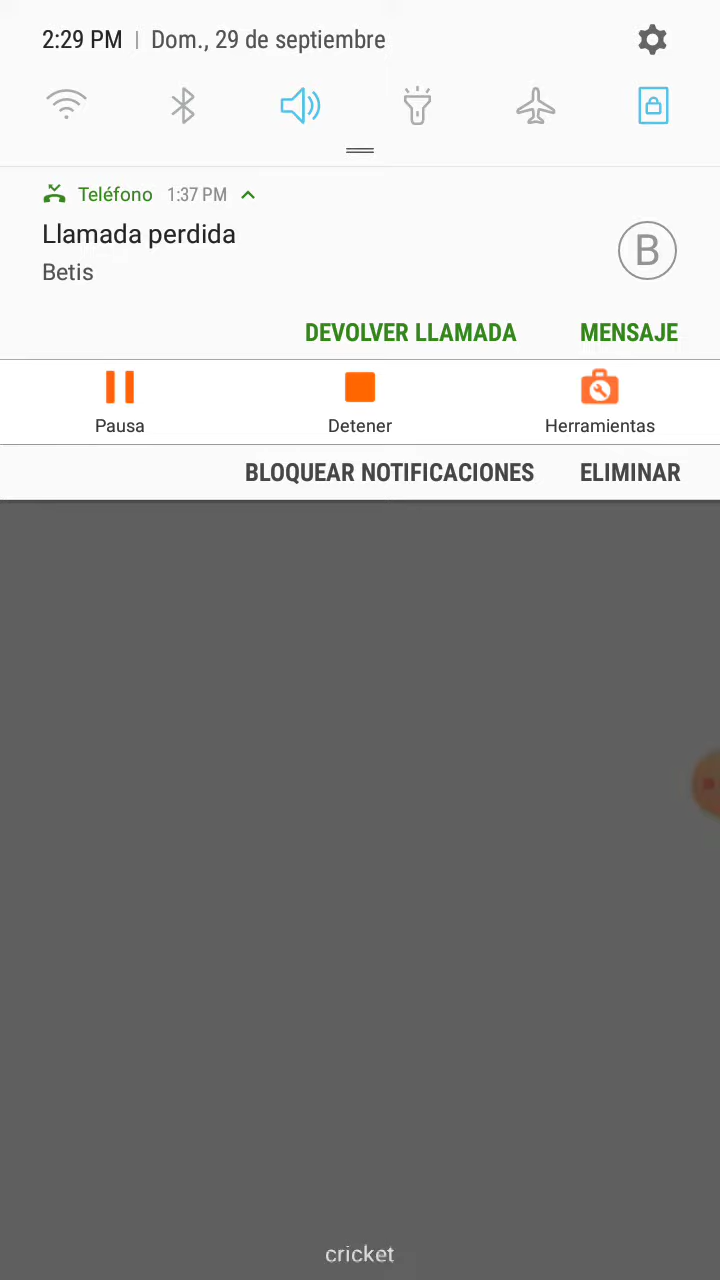 2:29 PM | Dom., 29 de septiembre
Teléfono 1:37 PM
Llamada perdida
B
Betis
DEVOLVER LLAMADA MENSAJE
Pausa Detener Herramientas
BLOQUEAR NOTIFICACIONES ELIMINAR
cricket